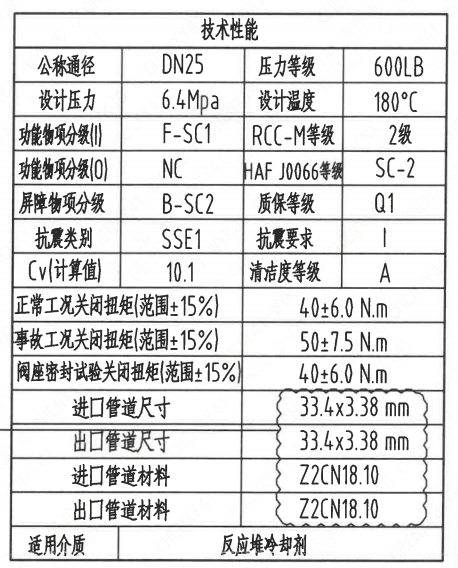 技术性能
公称通径 DN25 压力等级 600LB
设计压力 6.4Mpa 设计温度 180°C
功能物项分级(I) F-SC1 RCC-M等级 2级
功能物项分级(O) NC HAF J0066等级 SC-2
屏障物项分级 B-SC2 质保等级 Q1
抗震类别 SSE1 抗震要求 I
Cv(计算值) 10.1 清洁度等级 A
正常工况关闭扭矩(范围±15%) 40±6.0 N.m
事故工况关闭扭矩(范围±15%) 50±7.5 N.m
阀座密封试验关闭扭矩(范围±15%) 40±6.0 N.m
进口管道尺寸 33.4x3.38 mm
出口管道尺寸 33.4x3.38 mm
进口管道材料 Z2CN18.10
出口管道材料 Z2CN18.10
适用介质 反应堆冷却剂